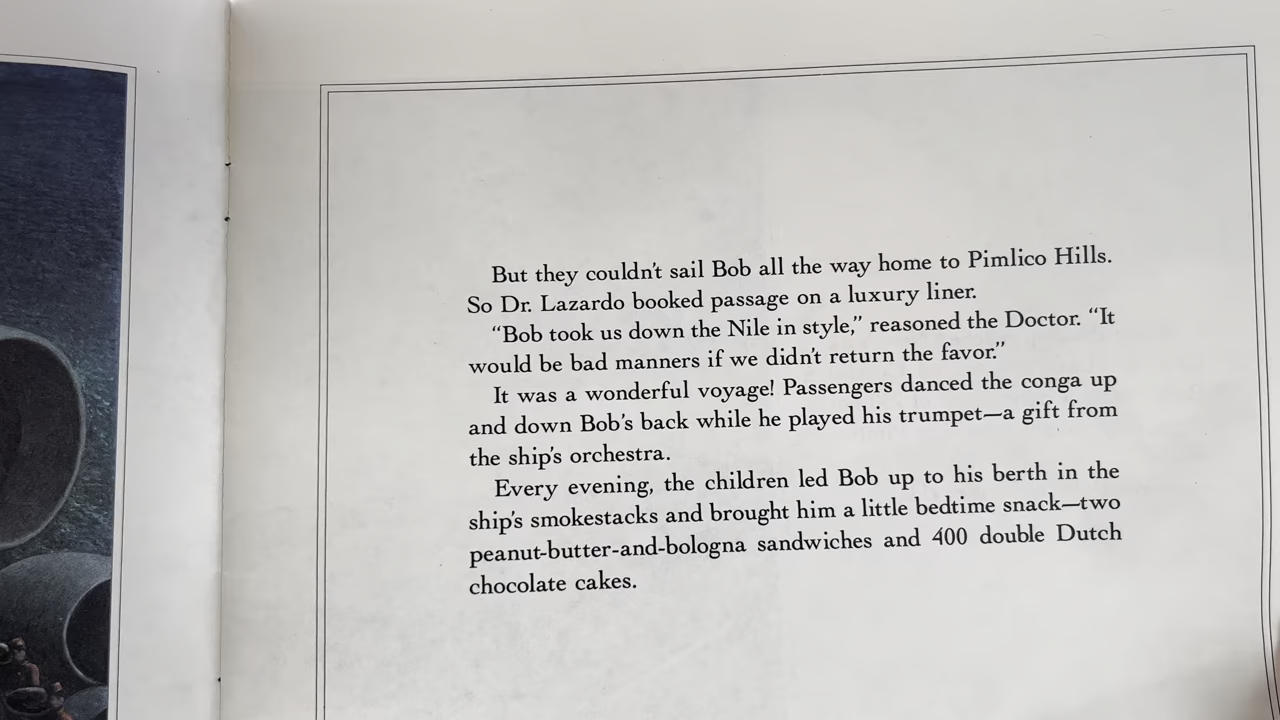 But they couldn't sail Bob all the way home to Pimlico Hills.
So Dr. Lazardo booked passage on a luxury liner.
“Bob took us down the Nile in style,” reasoned the Doctor. “It
would be bad manners if we didn't return the favor.”
It was a wonderful voyage! Passengers danced the conga up
and down Bob's back while he played his trumpet—a gift from
the ship's orchestra.
Every evening, the children led Bob up to his berth in the
ship's smokestacks and brought him a little bedtime snack—two
peanut-butter-and-bologna sandwiches and 400 double Dutch
chocolate cakes.